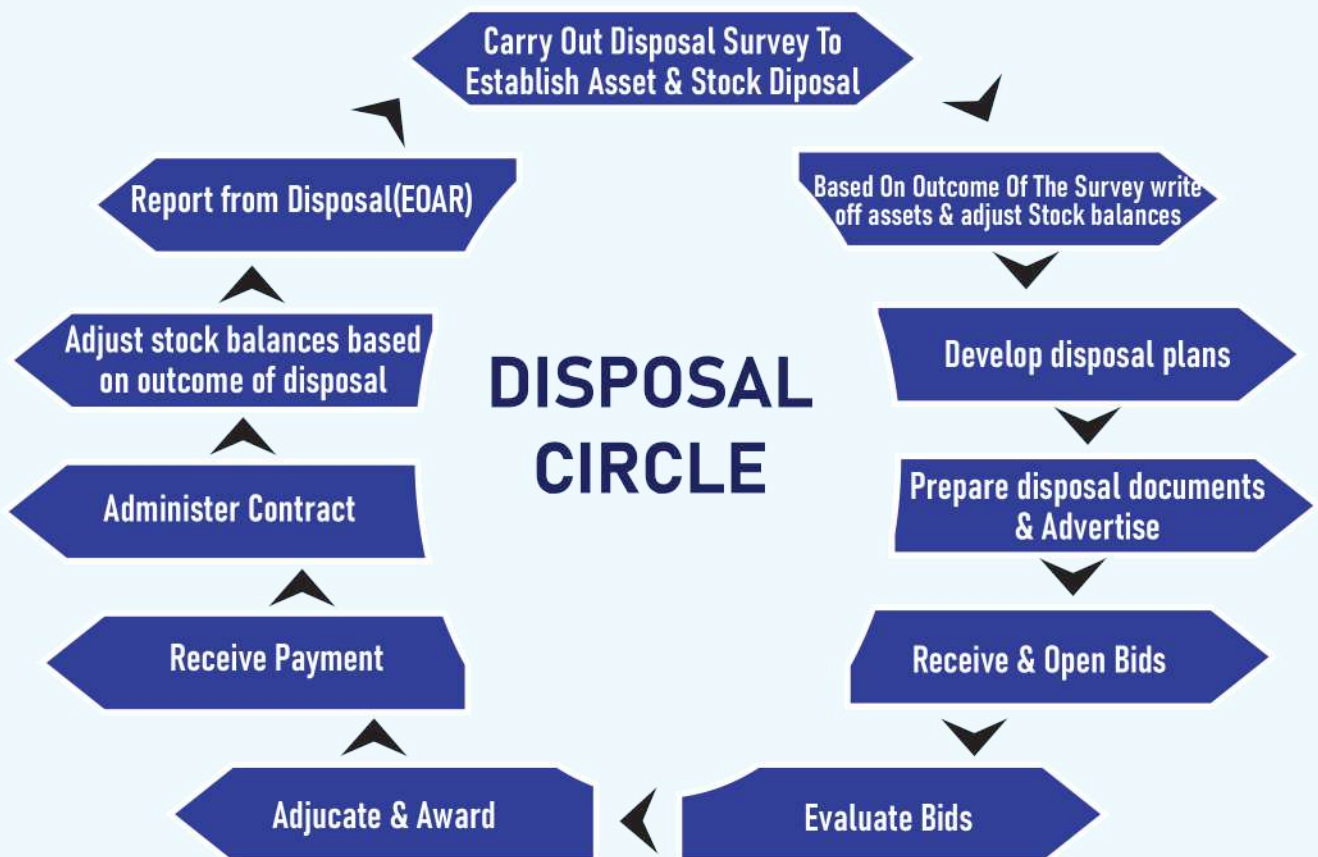 Carry Out Disposal Survey To
Establish Asset & Stock Diposal
Based On Outcome Of The Survey write
off assets & adjust Stock balances
Develop disposal plans
Prepare disposal documents
& Advertise
Receive & Open Bids
Evaluate Bids
Adjucate & Award
Receive Payment
Administer Contract
Adjust stock balances based
on outcome of disposal
Report from Disposal(EOAR)
DISPOSAL
CIRCLE